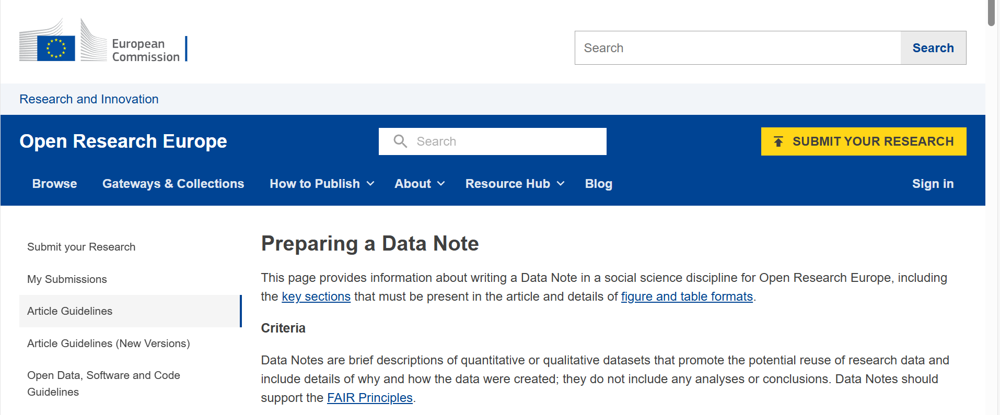 European
Commission
Search
Search
Research and Innovation
Open Research Europe
Search
SUBMIT YOUR RESEARCH
Browse
Gateways & Collections
How to Publish
About
Resource Hub
Blog
Sign in
Submit your Research
My Submissions
Article Guidelines
Article Guidelines (New Versions)
Open Data, Software and Code
Guidelines
Preparing a Data Note
This page provides information about writing a Data Note in a social science discipline for Open Research Europe, including
the key sections that must be present in the article and details of figure and table formats.
Criteria
Data Notes are brief descriptions of quantitative or qualitative datasets that promote the potential reuse of research data and
include details of why and how the data were created; they do not include any analyses or conclusions. Data Notes should
support the FAIR Principles.